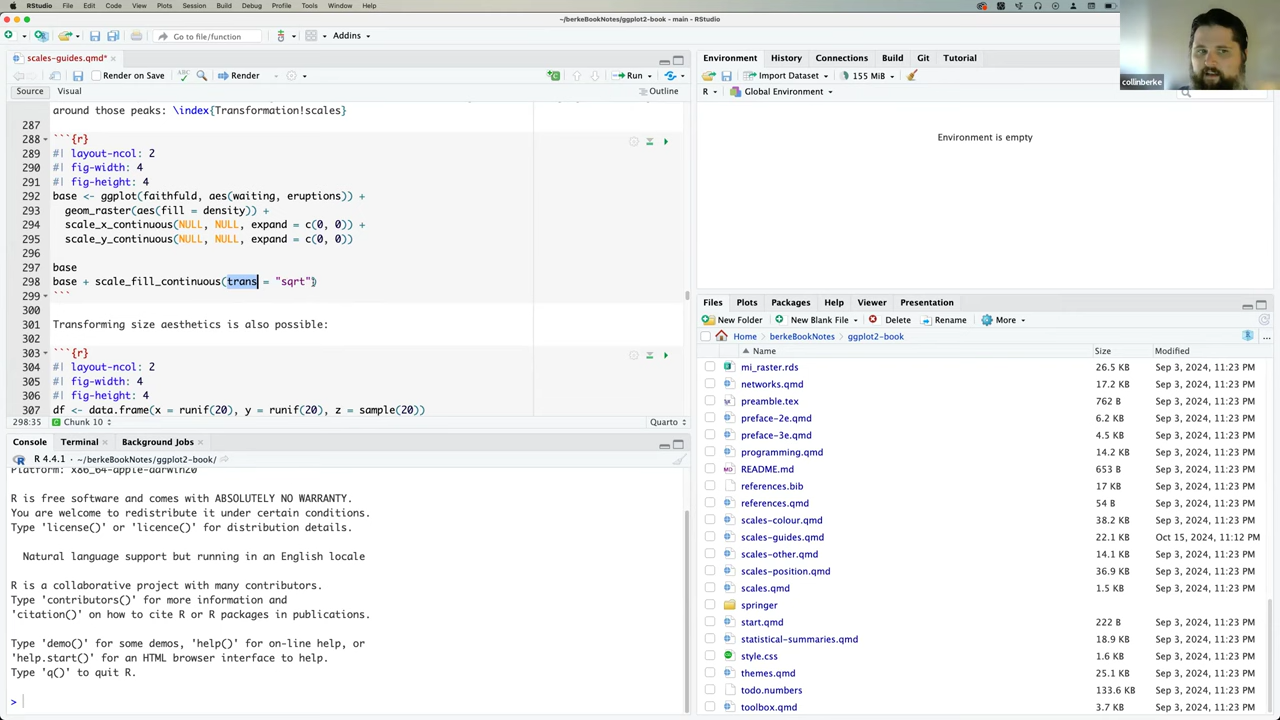 RStudio File Edit Code View Plots Session Build Debug Profile Tools Window Help
~/berkeBookNotes/ggplot2-book - main - RStudio
Go to file/function Addins
scales-guides.qmd*
Render on Save Render Run
Source Visual Outline
around those peaks: \index{Transformation!scales}
287
288 ```{r}
289 #| layout-ncol: 2
290 #| fig-width: 4
291 #| fig-height: 4
292 base <- ggplot(faithfuld, aes(waiting, eruptions)) +
293 geom_raster(aes(fill = density)) +
294 scale_x_continuous(NULL, NULL, expand = c(0, 0)) +
295 scale_y_continuous(NULL, NULL, expand = c(0, 0))
296
297 base
298 base + scale_fill_continuous(trans = "sqrt")
299 ```
300
301 Transforming size aesthetics is also possible:
302
303 ```{r}
304 #| layout-ncol: 2
305 #| fig-width: 4
306 #| fig-height: 4
307 df <- data.frame(x = runif(20), y = runif(20), z = sample(20))
298:35 Chunk 10 Quarto
Terminal Background Jobs
R 4.4.1 · ~/berkeBookNotes/ggplot2-book/
R is free software and comes with ABSOLUTELY NO WARRANTY.
You are welcome to redistribute it under certain conditions.
Type 'license()' or 'licence()' for distribution details.
Natural language support but running in an English locale
R is a collaborative project with many contributors.
Type 'contributors()' for more information and
'citation()' on how to cite R or R packages in publications.
Type 'demo()' for some demos, 'help()' for on-line help, or
'help.start()' for an HTML browser interface to help.
Type 'q()' to quit R.
>
Environment History Connections Build Git Tutorial
Import Dataset 155 MiB
R Global Environment
Environment is empty
collinberke
Files Plots Packages Help Viewer Presentation
New Folder New Blank File Delete Rename More
Home berkeBookNotes ggplot2-book
Name Size Modified
mi_raster.rds 26.5 KB Sep 3, 2024, 11:23 PM
networks.qmd 17.2 KB Sep 3, 2024, 11:23 PM
preamble.tex 762 B Sep 3, 2024, 11:23 PM
preface-2e.qmd 6.2 KB Sep 3, 2024, 11:23 PM
preface-3e.qmd 4.5 KB Sep 3, 2024, 11:23 PM
programming.qmd 14.2 KB Sep 3, 2024, 11:23 PM
README.md 653 B Sep 3, 2024, 11:23 PM
references.bib 17 KB Sep 3, 2024, 11:23 PM
references.qmd 54 B Sep 3, 2024, 11:23 PM
scales-colour.qmd 38.2 KB Sep 3, 2024, 11:23 PM
scales-guides.qmd 22.1 KB Oct 15, 2024, 11:12 PM
scales-other.qmd 14.1 KB Sep 3, 2024, 11:23 PM
scales-position.qmd 36.9 KB Sep 3, 2024, 11:23 PM
scales.qmd 1.5 KB Sep 3, 2024, 11:23 PM
springer
start.qmd 222 B Sep 3, 2024, 11:23 PM
statistical-summaries.qmd 18.9 KB Sep 3, 2024, 11:23 PM
style.css 1.6 KB Sep 3, 2024, 11:23 PM
themes.qmd 25.1 KB Sep 3, 2024, 11:23 PM
todo.numbers 133.6 KB Sep 3, 2024, 11:23 PM
toolbox.qmd 3.7 KB Sep 3, 2024, 11:23 PM